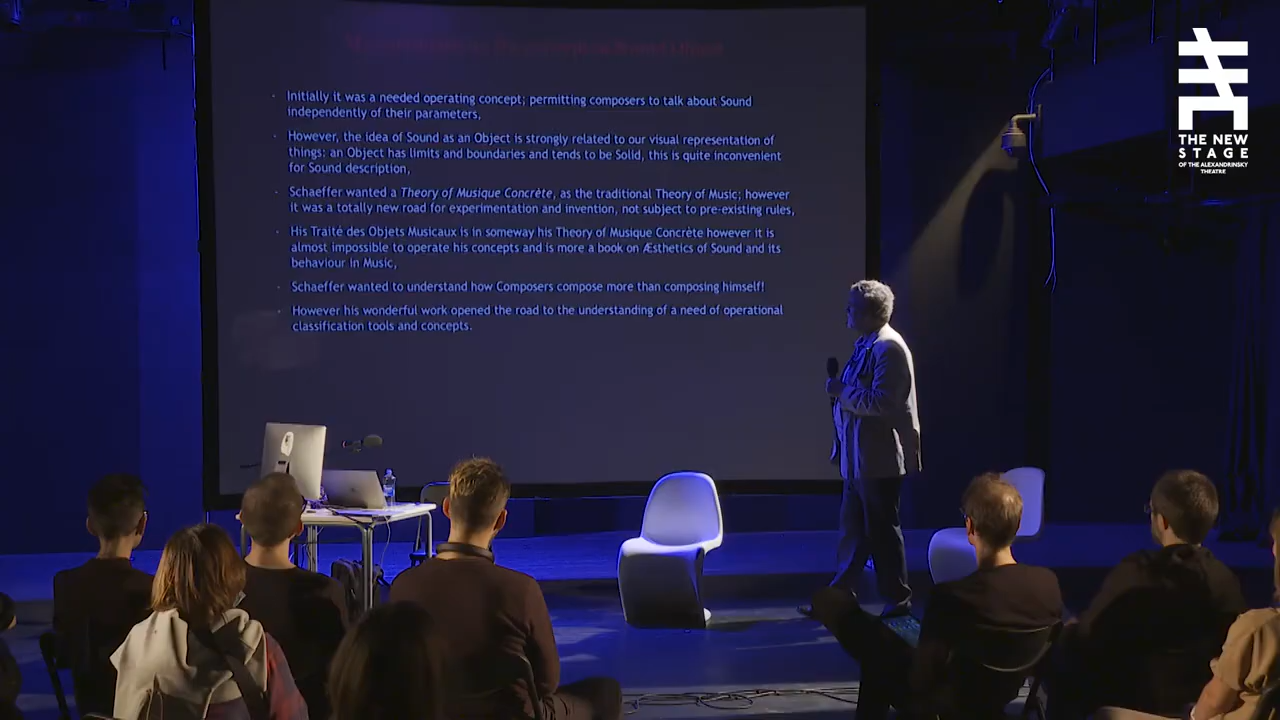 Initially it was a needed operating concept; permitting composers to talk about Sound
independently of their parameters,
However, the idea of Sound as an Object is strongly related to our visual representation of
things: an Object has limits and boundaries and tends to be Solid, this is quite inconvenient
for Sound description,
Schaeffer wanted a Theory of Musique Concrète, as the traditional Theory of Music; however
it was a totally new road for experimentation and invention, not subject to pre-existing rules,
His Traité des Objets Musicaux is in someway his Theory of Musique Concrète however it is
almost impossible to operate his concepts and is more a book on Æsthetics of Sound and its
behaviour in Music,
Schaeffer wanted to understand how Composers compose more than composing himself!
However his wonderful work opened the road to the understanding of a need of operational
classification tools and concepts.
THE NEW
STAGE
OF THE ALEXANDRINSKY
THEATRE